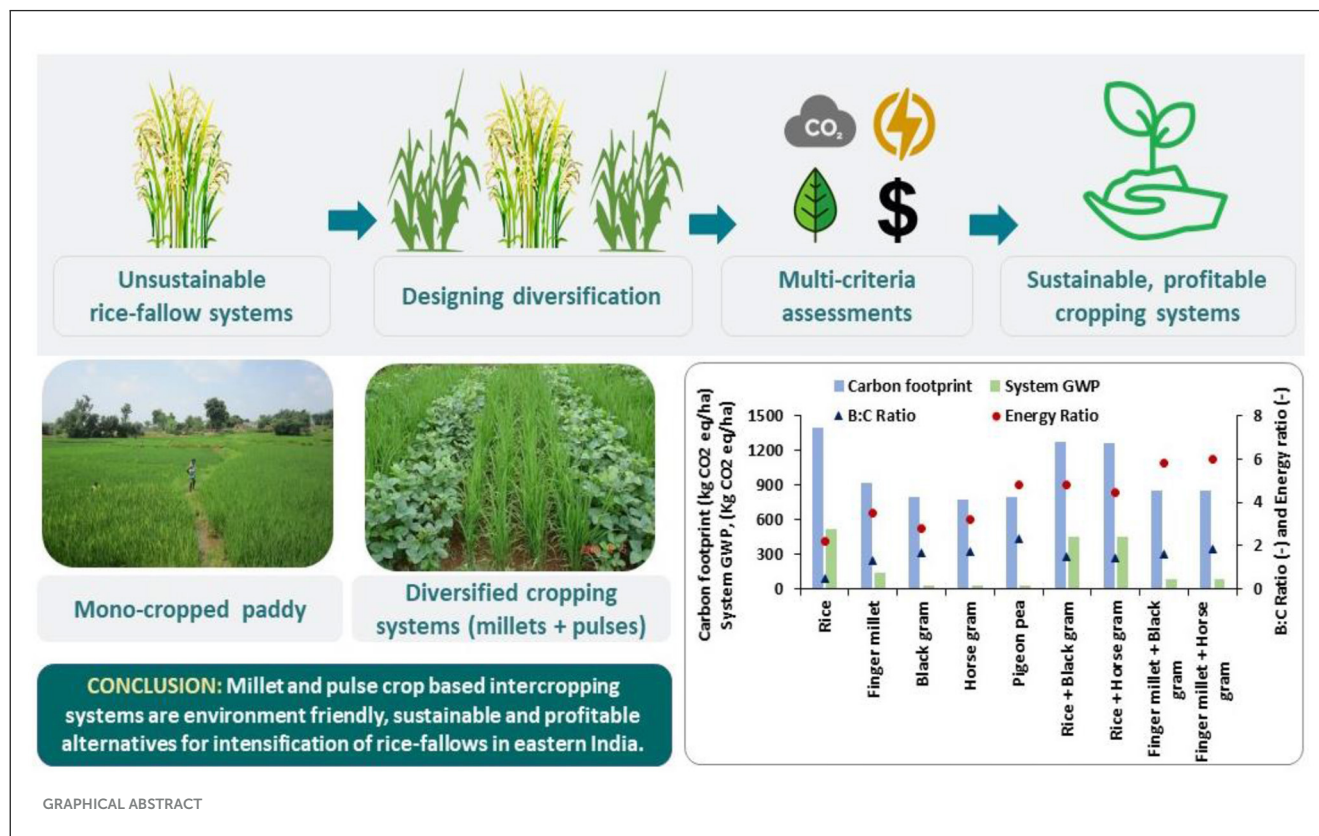 CO₂
$
Unsustainable
rice-fallow systems
Designing diversification
Multi-criteria
assessments
Sustainable, profitable
cropping systems
Mono-cropped paddy
Diversified cropping
systems (millets + pulses)
CONCLUSION: Millet and pulse crop based intercropping
systems are environment friendly, sustainable and profitable
alternatives for intensification of rice-fallows in eastern India.
Carbon footprint
System GWP
B:C Ratio
Energy Ratio
Carbon footprint (kg CO2 eq/ha)
System GWP, (Kg CO2 eq/ha)
1500
1200
900
600
300
0
8
6
4
2
0
B:C Ratio (-) and Energy ratio (-)
Rice
Finger millet
Black gram
Horse gram
Pigeon pea
Rice + Black gram
Rice + Horse gram
Finger millet + Black
gram
Finger millet + Horse
gram
GRAPHICAL ABSTRACT